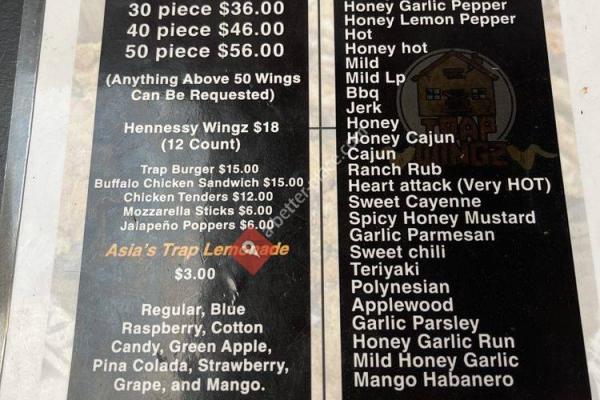 30 piece $36.00
40 piece $46.00
50 piece $56.00
(Anything Above 50 Wings
Can Be Requested)
Hennessy Wingz $18
(12 Count)
Trap Burger $15.00
Buffalo Chicken Sandwich $15.00
Chicken Tenders $12.00
Mozzarella Sticks $6.00
Jalapeño Poppers $6.00
Asia's Trap Lemonade
$3.00
Regular, Blue
Raspberry, Cotton
Candy, Green Apple,
Pina Colada, Strawberry,
Grape, and Mango.
Honey Garlic Pepper
Honey Lemon Pepper
Hot
Honey hot
Mild
Mild Lp
Bbq
Jerk
Honey
Honey Cajun
Cajun
Ranch Rub
Heart attack (Very HOT)
Sweet Cayenne
Spicy Honey Mustard
Garlic Parmesan
Sweet chili
Teriyaki
Polynesian
Applewood
Garlic Parsley
Honey Garlic Run
Mild Honey Garlic
Mango Habanero
TRAP
WINGZ